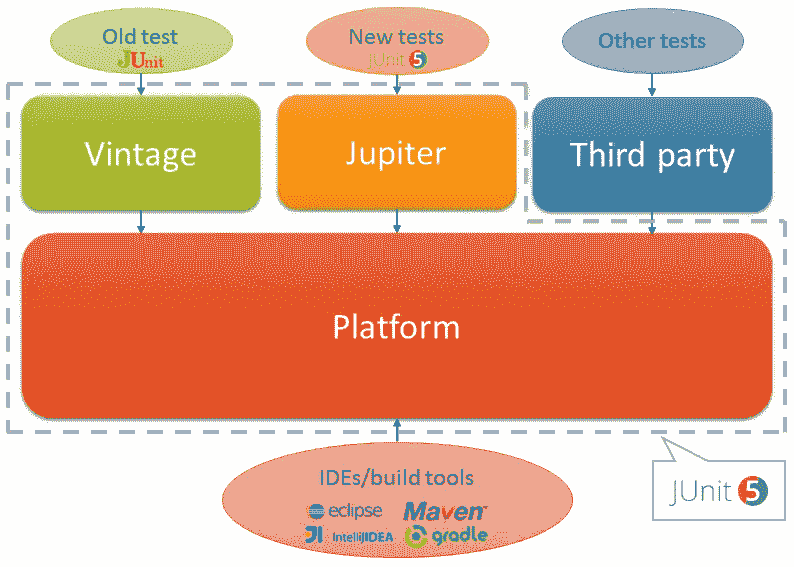 Old test
JUnit
New tests
JUnit 5
Other tests
Vintage
Jupiter
Third party
Platform
IDEs/build tools
eclipse
Maven™
IntelliJIDEA
gradle
JUnit 5